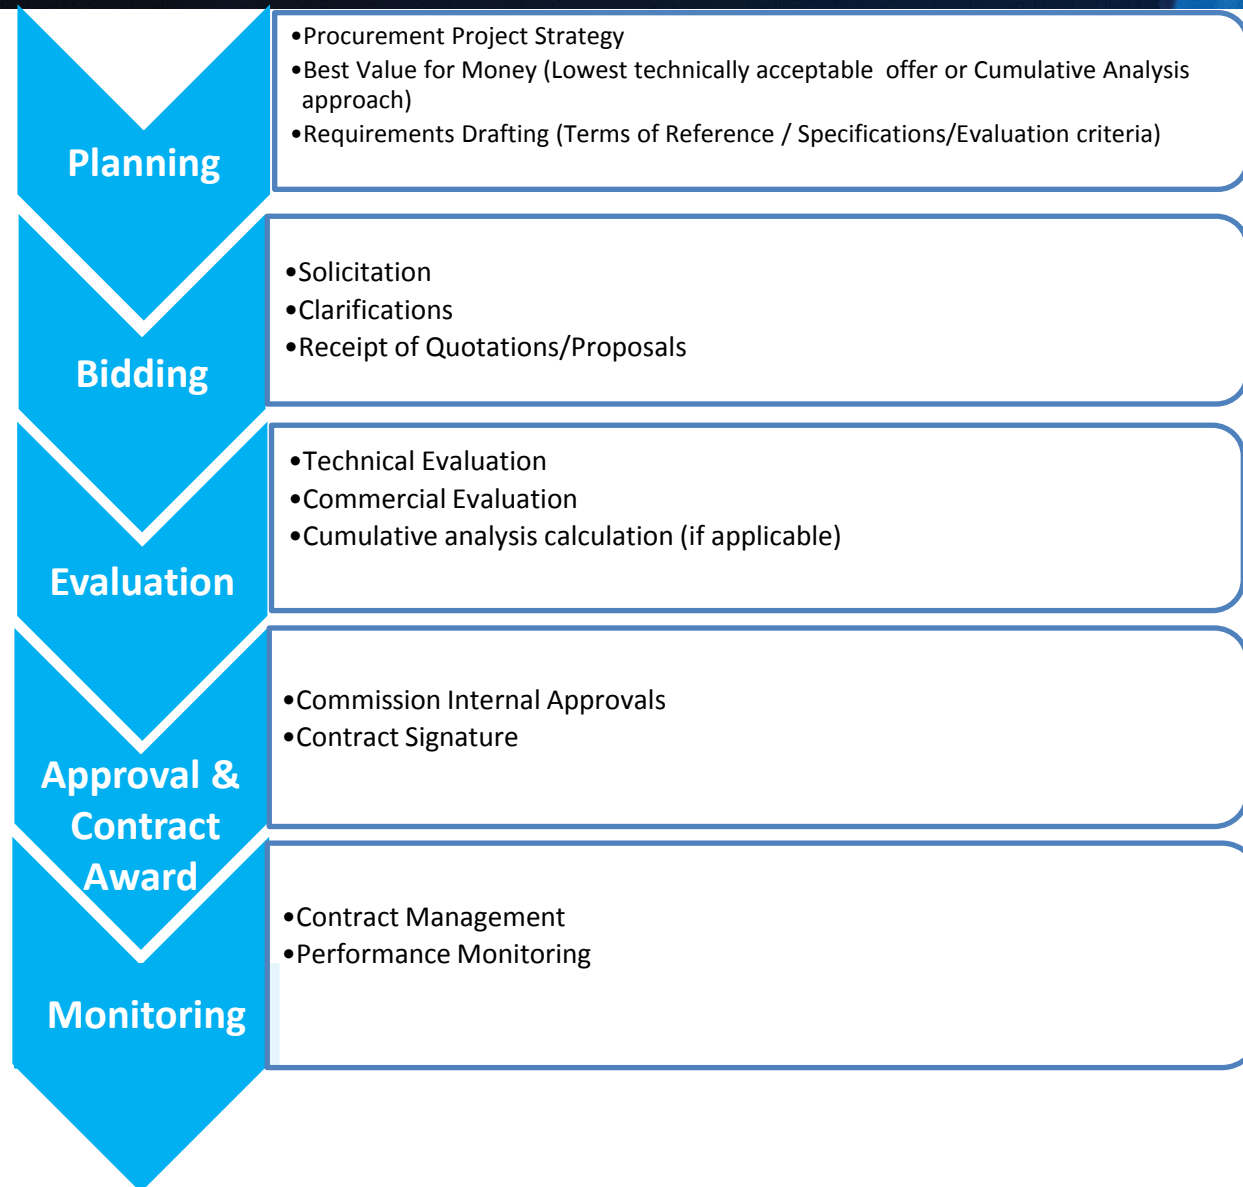 Planning
•Procurement Project Strategy
•Best Value for Money (Lowest technically acceptable offer or Cumulative Analysis
approach)
•Requirements Drafting (Terms of Reference / Specifications/Evaluation criteria)
Bidding
•Solicitation
•Clarifications
•Receipt of Quotations/Proposals
Evaluation
•Technical Evaluation
•Commercial Evaluation
•Cumulative analysis calculation (if applicable)
Approval &
Contract
Award
•Commission Internal Approvals
•Contract Signature
Monitoring
•Contract Management
•Performance Monitoring